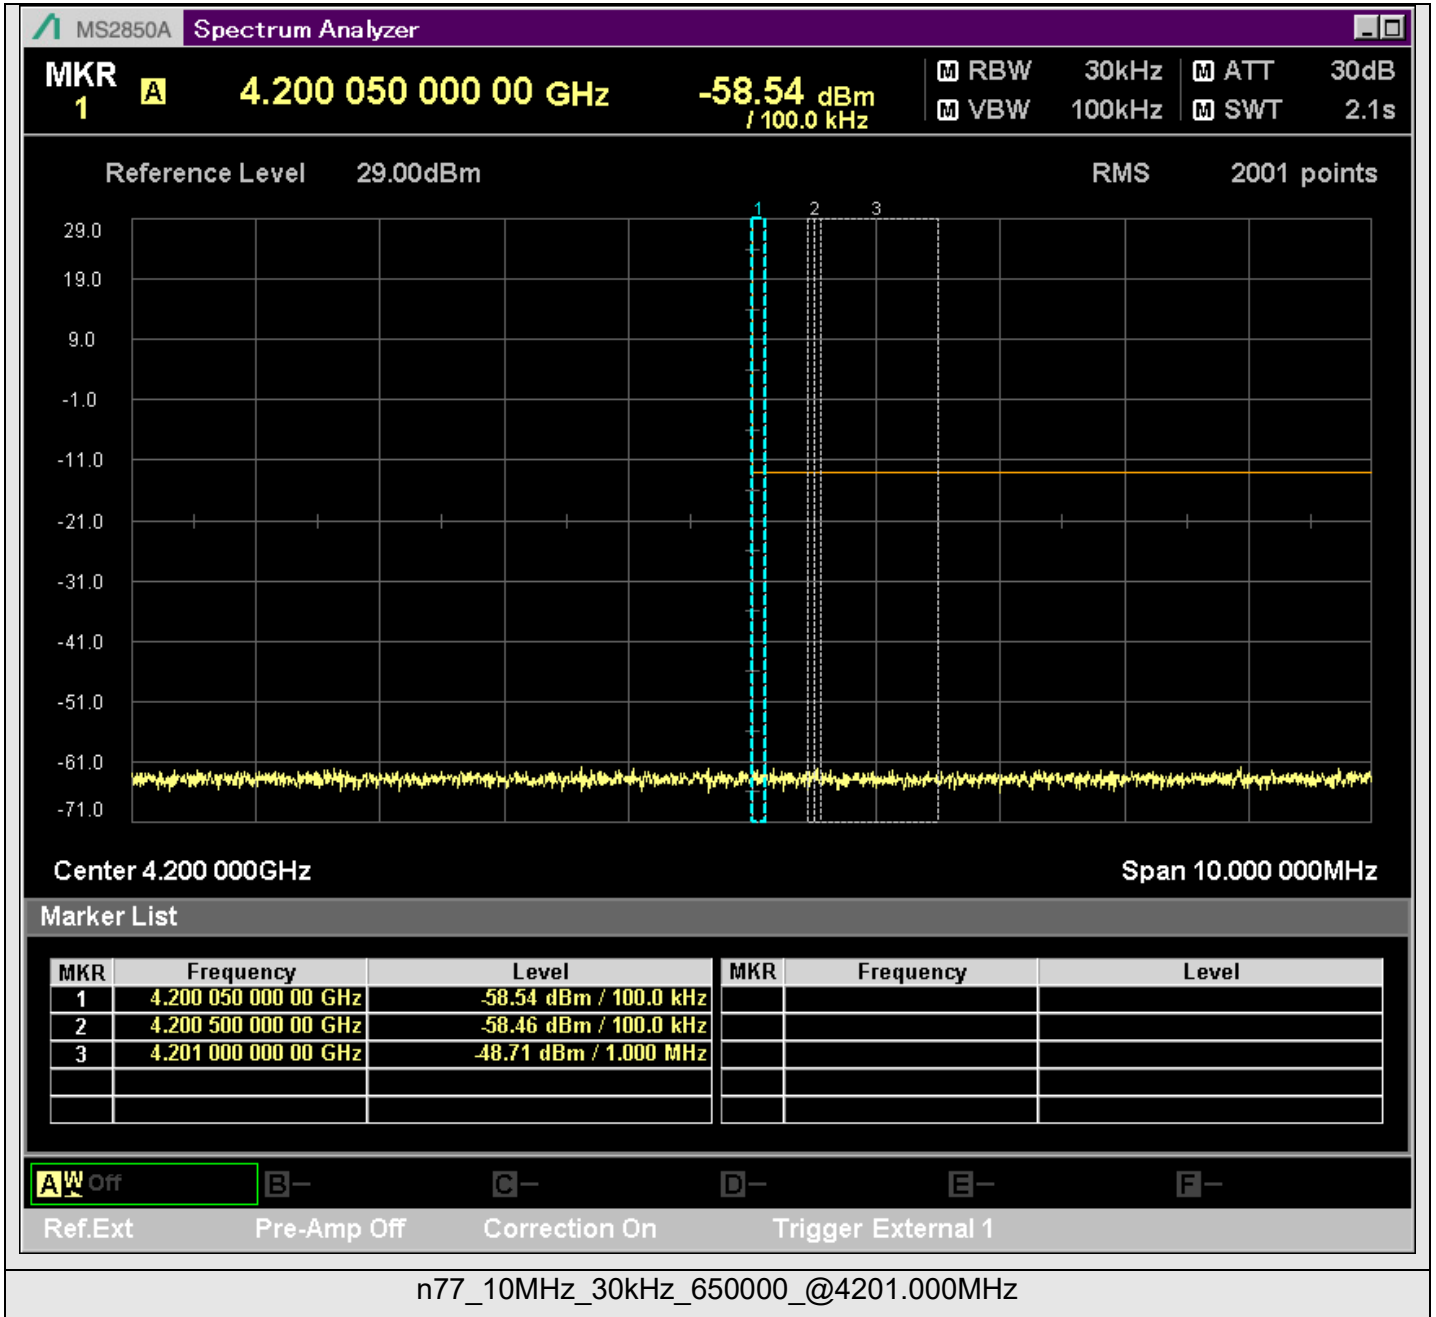 MS2850A Spectrum Analyzer
MKR 1 A 4.200 050 000 00 GHz -58.54 dBm / 100.0 kHz
M RBW 30kHz M ATT 30dB
M VBW 100kHz M SWT 2.1s
Reference Level 29.00dBm RMS 2001 points
1 2 3
29.0
19.0
9.0
-1.0
-11.0
-21.0
-31.0
-41.0
-51.0
-61.0
-71.0
Center 4.200 000GHz Span 10.000 000MHz
Marker List
MKR Frequency Level MKR Frequency Level
1 4.200 050 000 00 GHz -58.54 dBm / 100.0 kHz
2 4.200 500 000 00 GHz -58.46 dBm / 100.0 kHz
3 4.201 000 000 00 GHz -48.71 dBm / 1.000 MHz
A W Off B — C — D — E — F —
Ref.Ext Pre-Amp Off Correction On Trigger External 1
n77_10MHz_30kHz_650000_@4201.000MHz